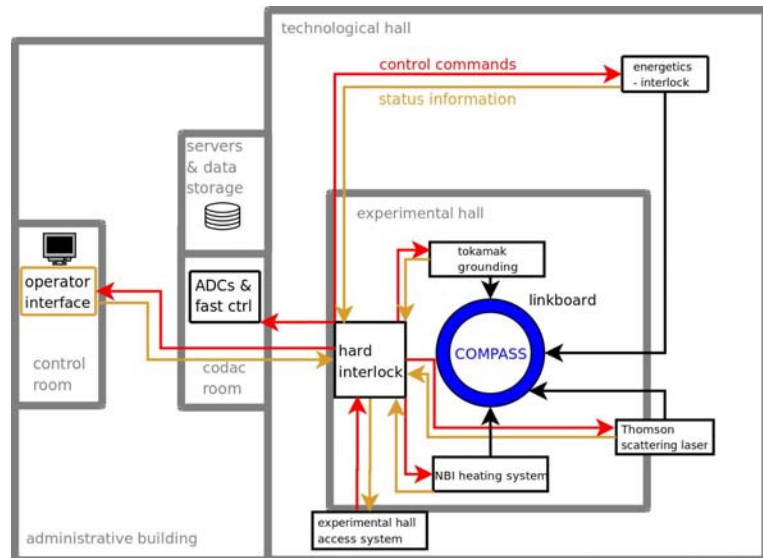 technological hall
control commands
energetics
- interlock
status information
servers
& data
storage
experimental hall
tokamak
grounding
operator
interface
ADCs &
fast ctrl
linkboard
hard
interlock
COMPASS
control
room
codac
room
Thomson
scattering laser
NBI heating system
experimental hall
access system
administrative building